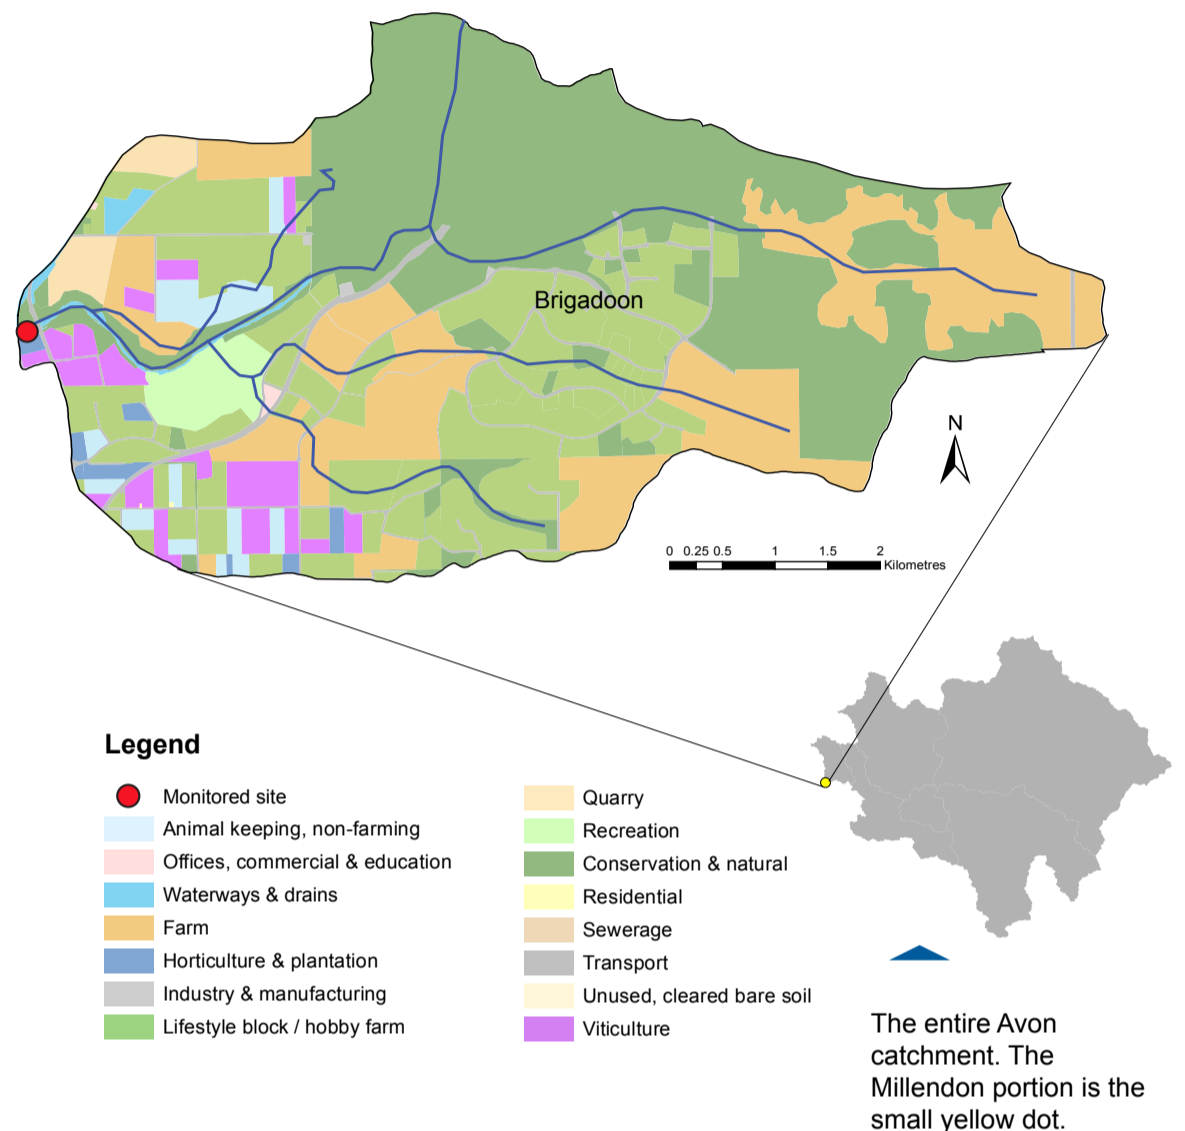 Brigadoon
N
0 0.25 0.5 1 1.5 2
Kilometres
Legend
Monitored site
Animal keeping, non-farming
Offices, commercial & education
Waterways & drains
Farm
Horticulture & plantation
Industry & manufacturing
Lifestyle block / hobby farm
Quarry
Recreation
Conservation & natural
Residential
Sewerage
Transport
Unused, cleared bare soil
Viticulture
The entire Avon
catchment. The
Millendon portion is the
small yellow dot.